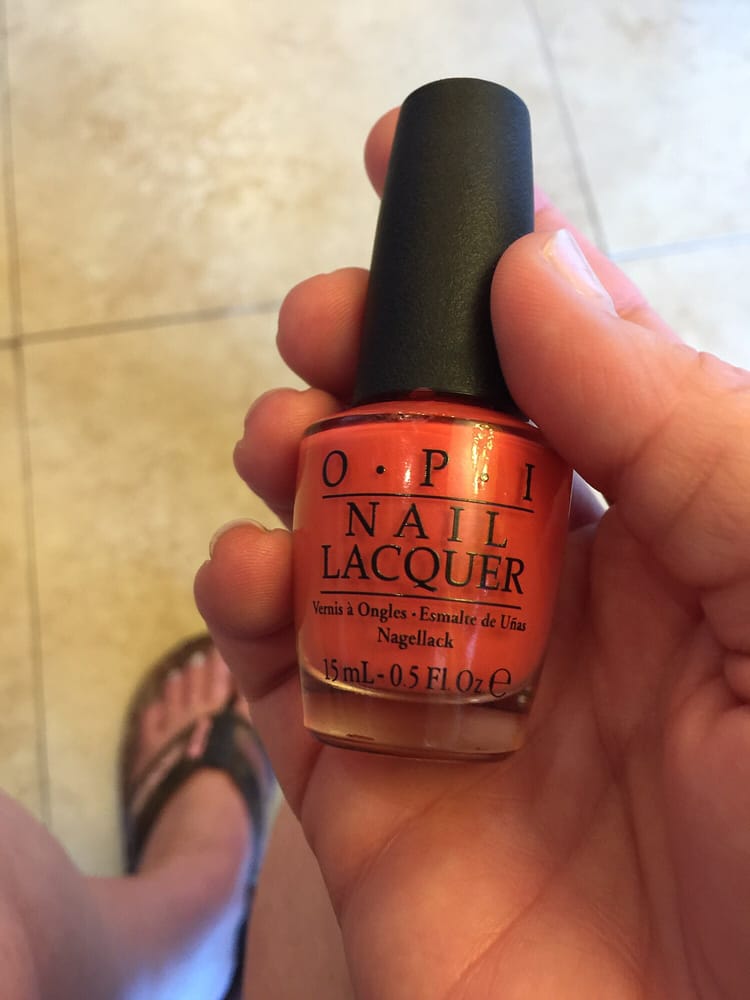 O · P · I
NAIL
LACQUER
Vernis à Ongles · Esmalte de Uñas
Nagellack
15 mL - 0.5 Fl. Oz ℮